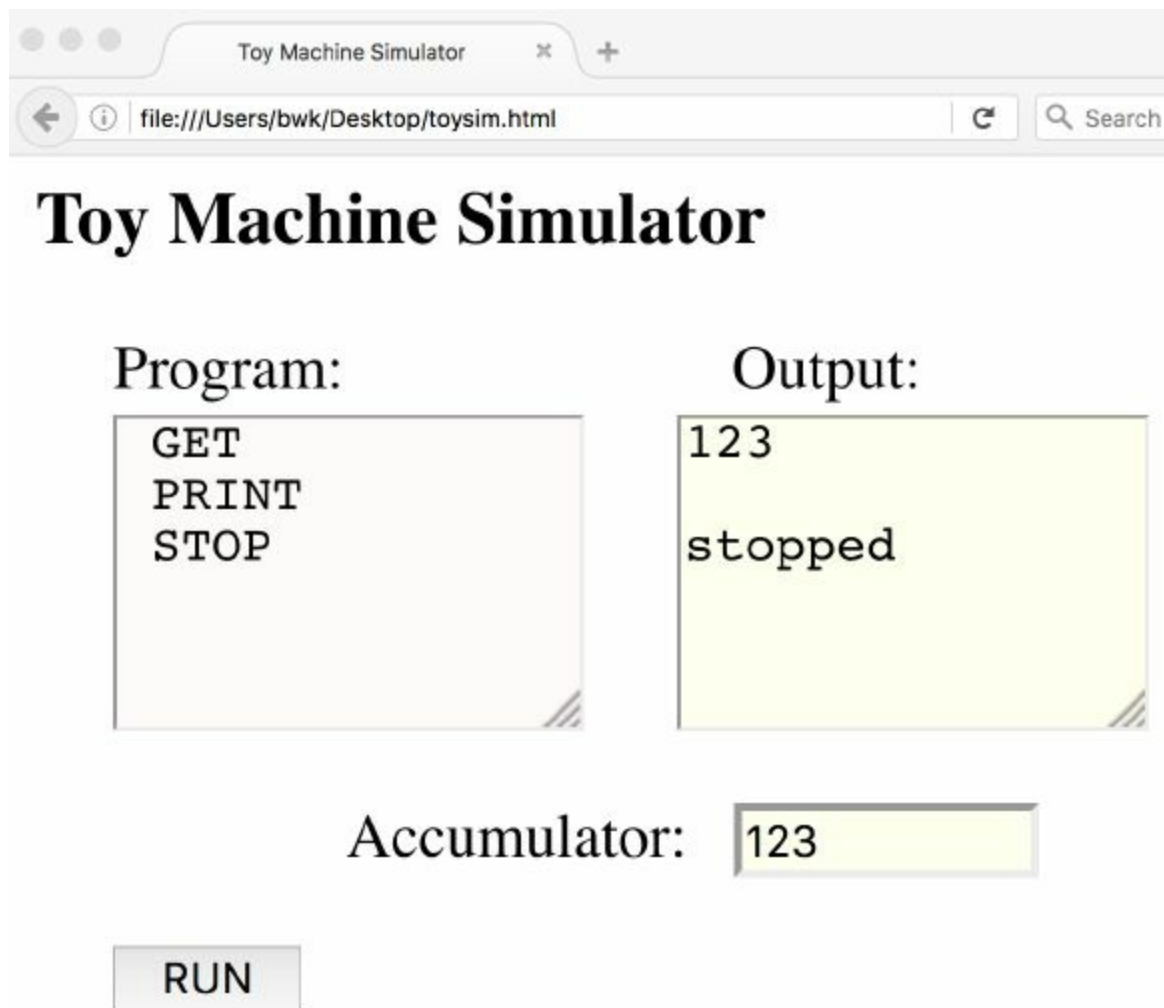 Toy Machine Simulator
file:///Users/bwk/Desktop/toysim.html
Search
Toy Machine Simulator
Program:
Output:
GET
PRINT
STOP
123
stopped
Accumulator:
123
RUN